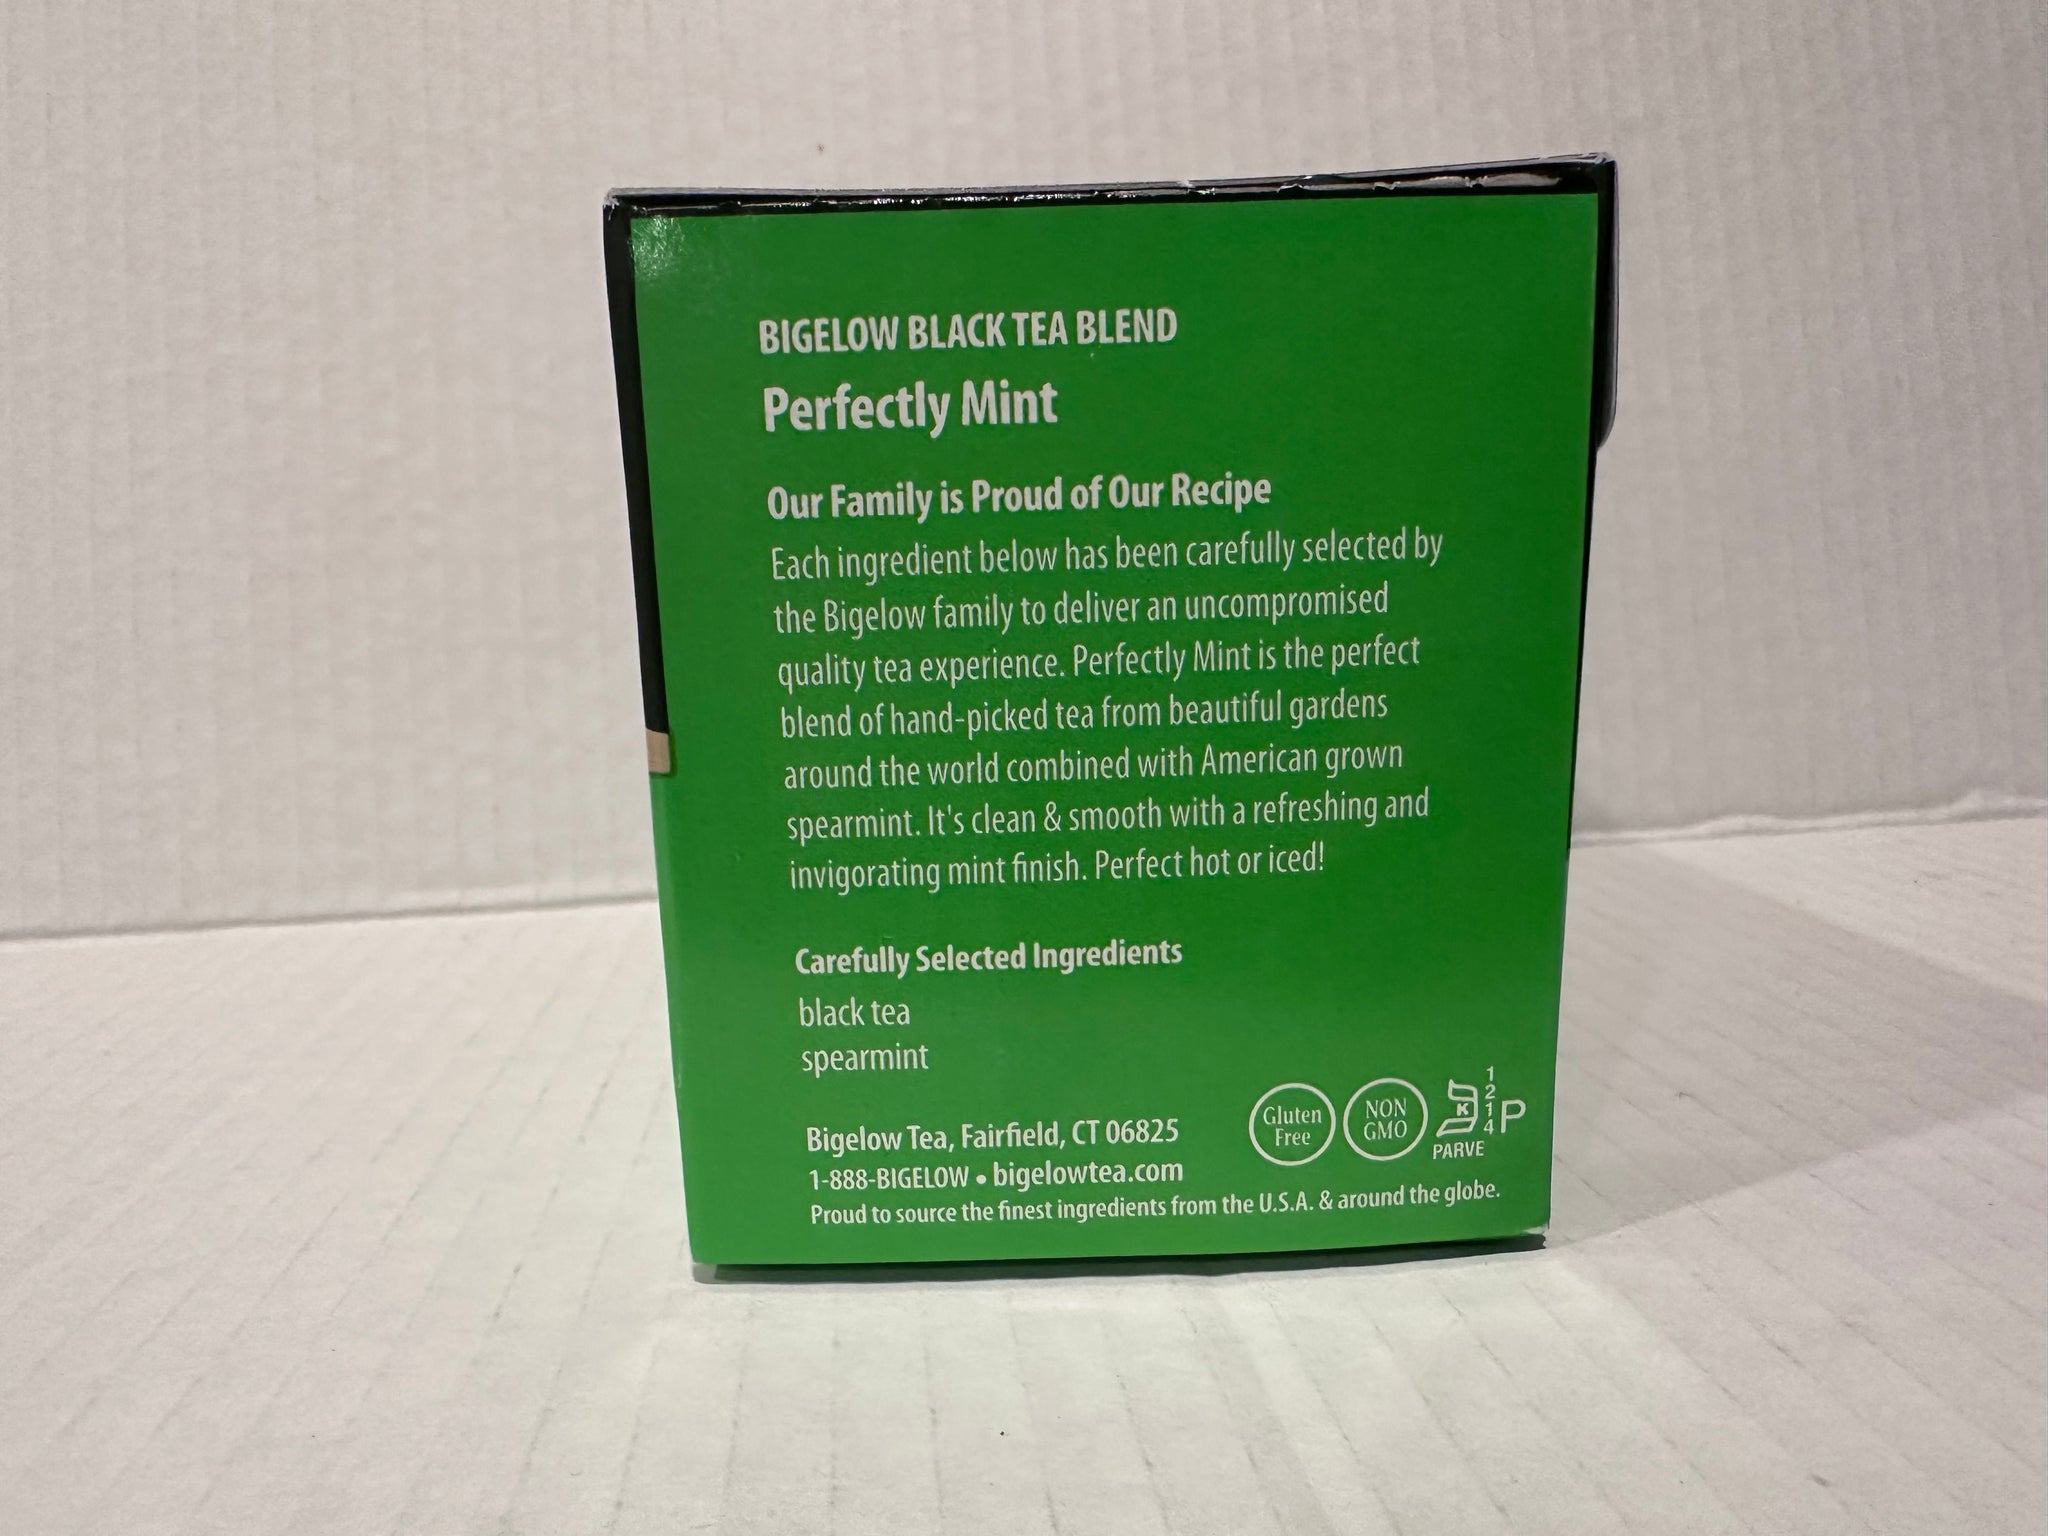 BIGELOW BLACK TEA BLEND
Perfectly Mint
Our Family is Proud of Our Recipe
Each ingredient below has been carefully selected by
the Bigelow family to deliver an uncompromised
quality tea experience. Perfectly Mint is the perfect
blend of hand-picked tea from beautiful gardens
around the world combined with American grown
spearmint. It's clean & smooth with a refreshing and
invigorating mint finish. Perfect hot or iced!
Carefully Selected Ingredients
black tea
spearmint
Bigelow Tea, Fairfield, CT 06825
1-888-BIGELOW • bigelowtea.com
Proud to source the finest ingredients from the U.S.A. & around the globe.
Gluten
Free
NON
GMO
K
1
2
1
4
P
PARVE